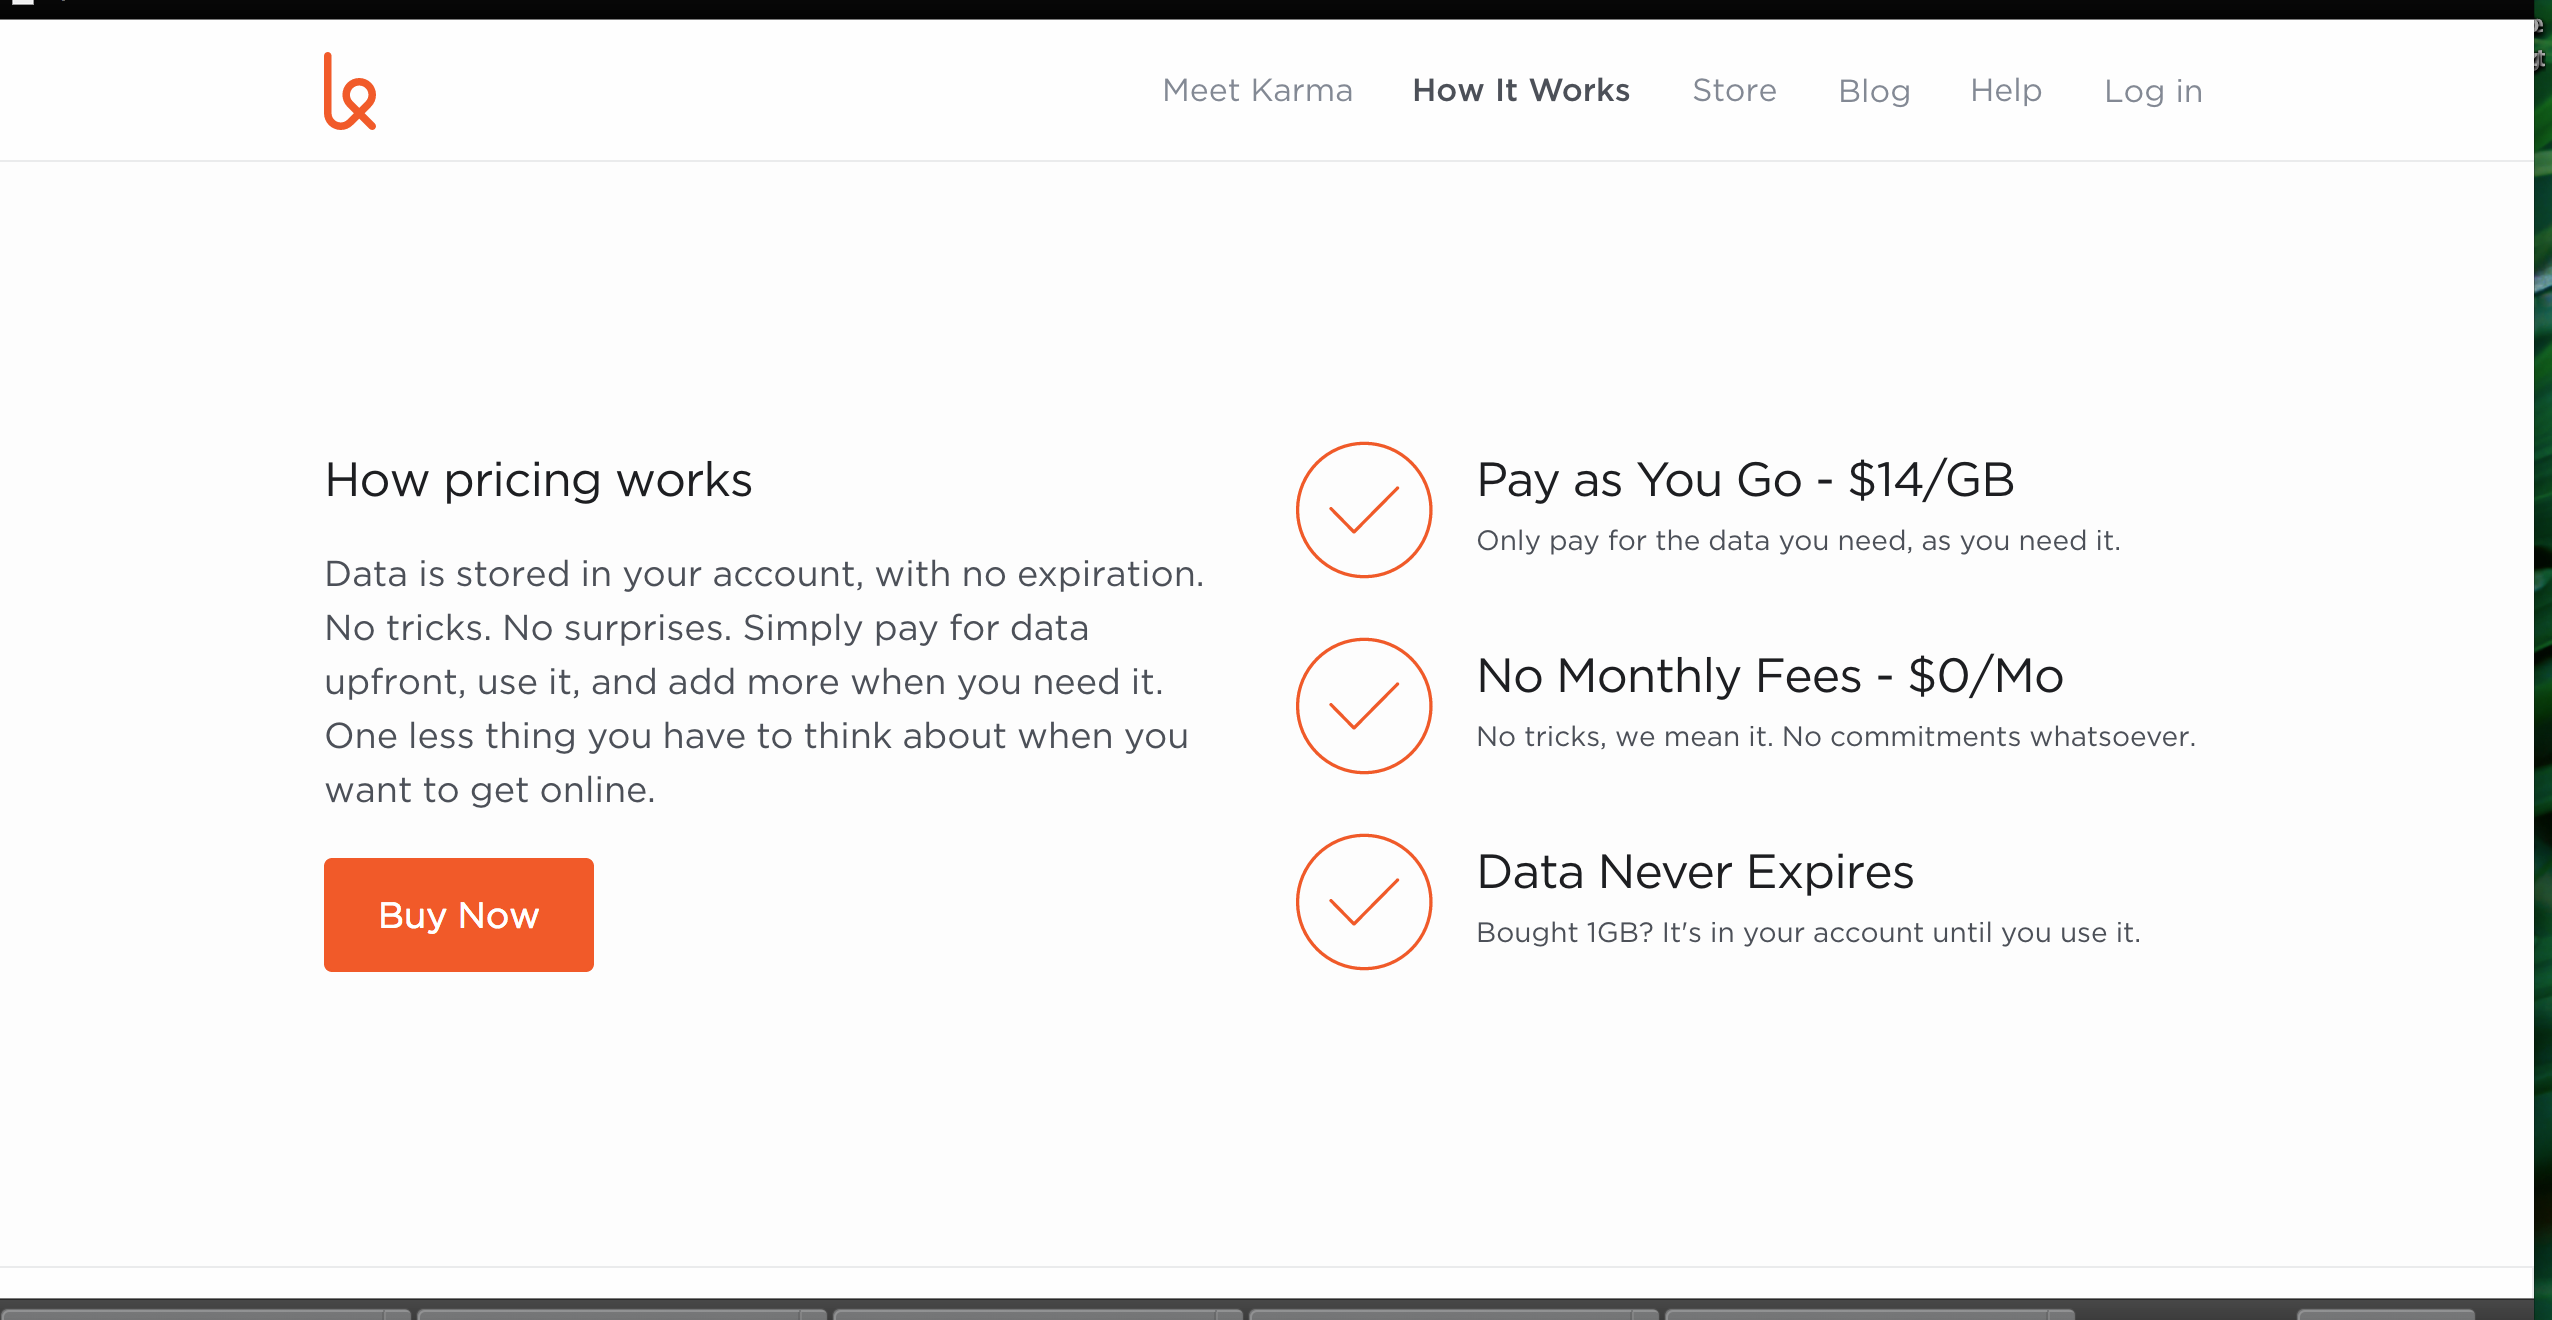 Meet Karma How It Works Store Blog Help Log in
How pricing works
Data is stored in your account, with no expiration.
No tricks. No surprises. Simply pay for data
upfront, use it, and add more when you need it.
One less thing you have to think about when you
want to get online.
Buy Now
Pay as You Go - $14/GB
Only pay for the data you need, as you need it.
No Monthly Fees - $0/Mo
No tricks, we mean it. No commitments whatsoever.
Data Never Expires
Bought 1GB? It's in your account until you use it.